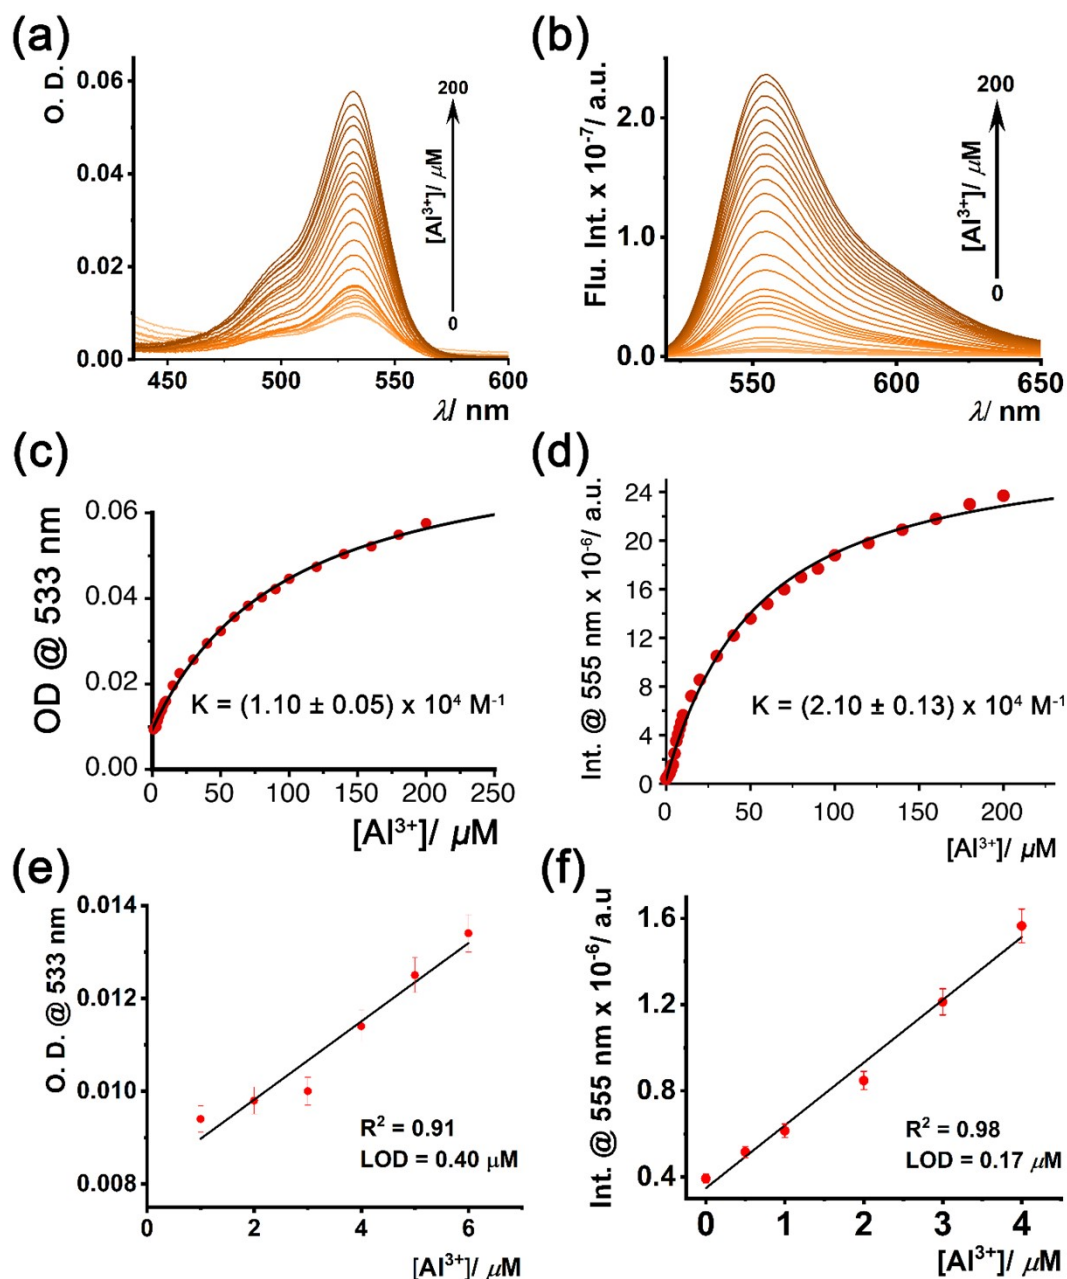 (a)
O. D.
0.06
0.04
0.02
0.00
450
500
550
600
λ/ nm
200
[Al³⁺]/ μM
0
(b)
Flu. Int. x 10⁻⁷/ a.u.
2.0
1.0
0.0
550
600
650
λ/ nm
200
[Al³⁺]/ μM
0
(c)
OD @ 533 nm
0.06
0.04
0.02
0.00
0
50
100
150
200
250
[Al³⁺]/ μM
K = (1.10 ± 0.05) x 10⁴ M⁻¹
(d)
Int. @ 555 nm x 10⁻⁶/ a.u.
24
20
16
12
8
4
0
0
50
100
150
200
[Al³⁺]/ μM
K = (2.10 ± 0.13) x 10⁴ M⁻¹
(e)
O. D. @ 533 nm
0.014
0.012
0.010
0.008
0
2
4
6
[Al³⁺]/ μM
R² = 0.91
LOD = 0.40 μM
(f)
Int. @ 555 nm x 10⁻⁶/ a.u
1.6
1.2
0.8
0.4
0
1
2
3
4
[Al³⁺]/ μM
R² = 0.98
LOD = 0.17 μM